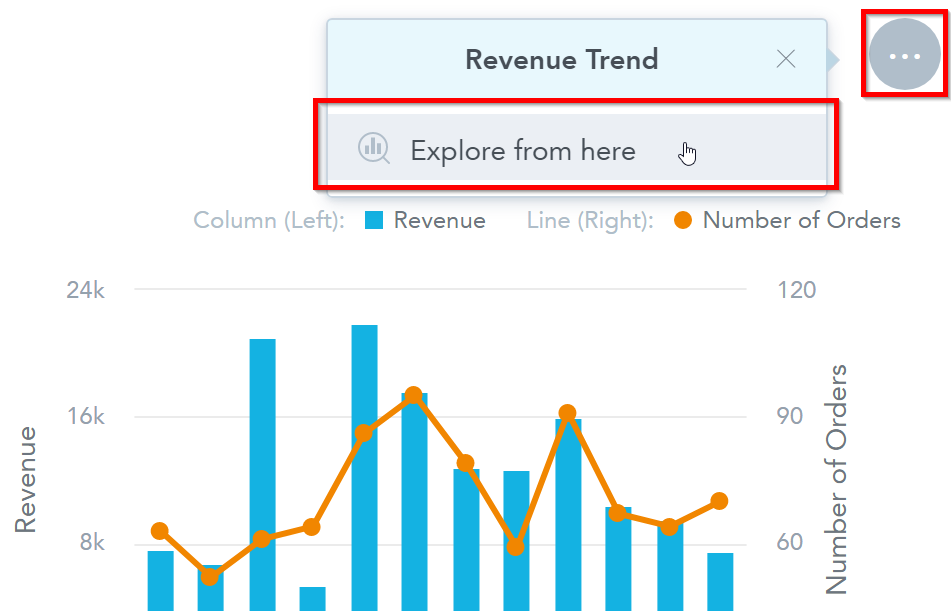 Revenue Trend
Explore from here
Column (Left): Revenue Line (Right): Number of Orders
24k 120
16k 90
8k 60
Revenue
Number of Orders